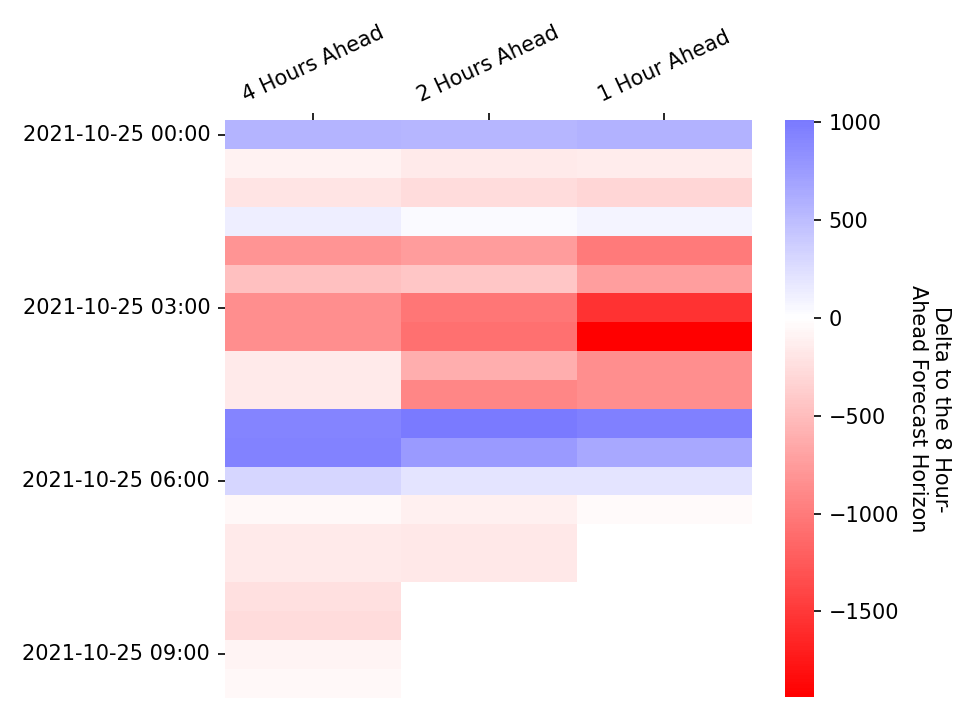 4 Hours Ahead
2 Hours Ahead
1 Hour Ahead
2021-10-25 00:00
2021-10-25 03:00
2021-10-25 06:00
2021-10-25 09:00
1000
500
0
−500
−1000
−1500
Delta to the 8 Hour-
Ahead Forecast Horizon